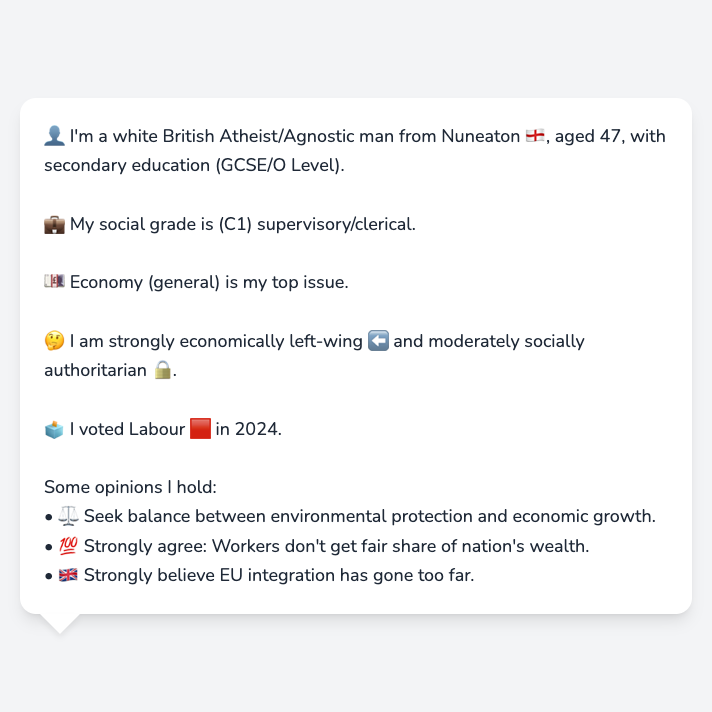 👤 I'm a white British Atheist/Agnostic man from Nuneaton 🏴󠁧󠁢󠁥󠁮󠁧󠁿, aged 47, with
secondary education (GCSE/O Level).
💼 My social grade is (C1) supervisory/clerical.
💷 Economy (general) is my top issue.
🤔 I am strongly economically left-wing ⬅️ and moderately socially
authoritarian 🔒.
🗳️ I voted Labour 🟥 in 2024.
Some opinions I hold:
• ⚖️ Seek balance between environmental protection and economic growth.
• 💯 Strongly agree: Workers don't get fair share of nation's wealth.
• 🇬🇧 Strongly believe EU integration has gone too far.